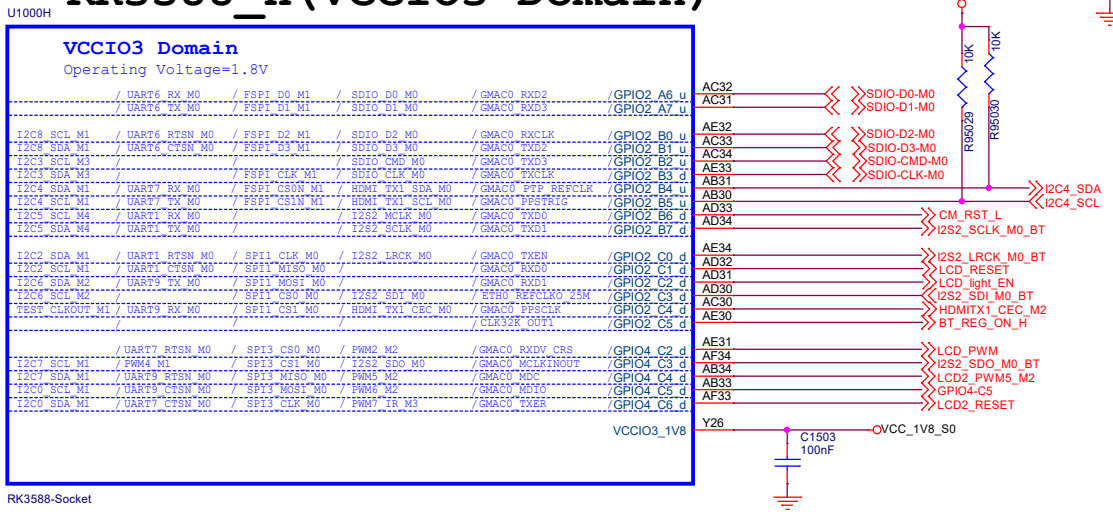 RK3588_H(VCCIO3 Domain)
U1000H
VCCIO3 Domain
Operating Voltage=1.8V
/ UART6_RX_M0 / FSPI_D0_M1 / SDIO_D0_M0 /GMAC0_RXD2 /GPIO2_A6_u AC32 SDIO-D0-M0
/ UART6_TX_M0 / FSPI_D1_M1 / SDIO_D1_M0 /GMAC0_RXD3 /GPIO2_A7_u AC31 SDIO-D1-M0
I2C8_SCL_M1 / UART6_RTSN_M0 / FSPI_D2_M1 / SDIO_D2_M0 /GMAC0_RXCLK /GPIO2_B0_u AE32 SDIO-D2-M0
I2C8_SDA_M1 / UART6_CTSN_M0 / FSPI_D3_M1 / SDIO_D3_M0 /GMAC0_TXD2 /GPIO2_B1_u AC33 SDIO-D3-M0
I2C3_SCL_M3 / / SDIO_CMD_M0 /GMAC0_TXD3 /GPIO2_B2_u AC34 SDIO-CMD-M0
I2C3_SDA_M3 / / FSPI_CLK_M1 / SDIO_CLK_M0 /GMAC0_TXCLK /GPIO2_B3_d AE33 SDIO-CLK-M0
I2C4_SDA_M1 / UART7_RX_M0 / FSPI_CS0N_M1 / HDMI_TX1_SDA_M0 /GMAC0_PTP_REFCLK /GPIO2_B4_u AB31 I2C4_SDA
I2C4_SCL_M1 / UART7_TX_M0 / FSPI_CS1N_M1 / HDMI_TX1_SCL_M0 /GMAC0_PPSTRIG /GPIO2_B5_u AB30 I2C4_SCL
I2C5_SCL_M4 / UART1_RX_M0 / / I2S2_MCLK_M0 /GMAC0_TXD0 /GPIO2_B6_d AD33 CM_RST_L
I2C5_SDA_M4 / UART1_TX_M0 / / I2S2_SCLK_M0 /GMAC0_TXD1 /GPIO2_B7_d AD34 I2S2_SCLK_M0_BT
I2C2_SDA_M1 / UART1_RTSN_M0 / SPI1_CLK_M0 / I2S2_LRCK_M0 /GMAC0_TXEN /GPIO2_C0_d AE34 I2S2_LRCK_M0_BT
I2C2_SCL_M1 / UART1_CTSN_M0 / SPI1_MISO_M0 / /GMAC0_RXD0 /GPIO2_C1_d AD32 LCD_RESET
I2C6_SDA_M2 / UART9_TX_M0 / SPI1_MOSI_M0 / /GMAC0_RXD1 /GPIO2_C2_d AD31 LCD_light_EN
I2C6_SCL_M2 / / SPI1_CS0_M0 / I2S2_SDI_M0 / ETH0_REFCLKO_25M /GPIO2_C3_d AD30 I2S2_SDI_M0_BT
TEST_CLKOUT_M1 / UART9_RX_M0 / SPI1_CS1_M0 / HDMI_TX1_CEC_M0 /GMAC0_PPSCLK /GPIO2_C4_d AC30 HDMITX1_CEC_M2
/ / / /CLK32K_OUT1 /GPIO2_C5_d AE30 BT_REG_ON_H
/UART7_RTSN_M0 / SPI3_CS0_M0 / PWM2_M2 /GMAC0_RXDV_CRS /GPIO4_C2_d AE31 LCD_PWM
I2C7_SCL_M1 /PWM4_M1 / SPI3_CS1_M0 / I2S2_SDO_M0 /GMAC0_MCLKINOUT /GPIO4_C3_d AF34 I2S2_SDO_M0_BT
I2C7_SDA_M1 /UART9_RTSN_M0 / SPI3_MISO_M0 / PWM5_M2 /GMAC0_MDC /GPIO4_C4_d AB34 LCD2_PWM5_M2
I2C0_SCL_M1 /UART9_CTSN_M0 / SPI3_MOSI_M0 / PWM6_M2 /GMAC0_MDIO /GPIO4_C5_d AB33 GPIO4-C5
I2C0_SDA_M1 /UART7_CTSN_M0 / SPI3_CLK_M0 / PWM7_IR_M3 /GMAC0_TXER /GPIO4_C6_d AF33 LCD2_RESET
VCCIO3_1V8 Y26 VCC_1V8_S0
C1503
100nF
10K
R95029
10K
R95030
RK3588-Socket